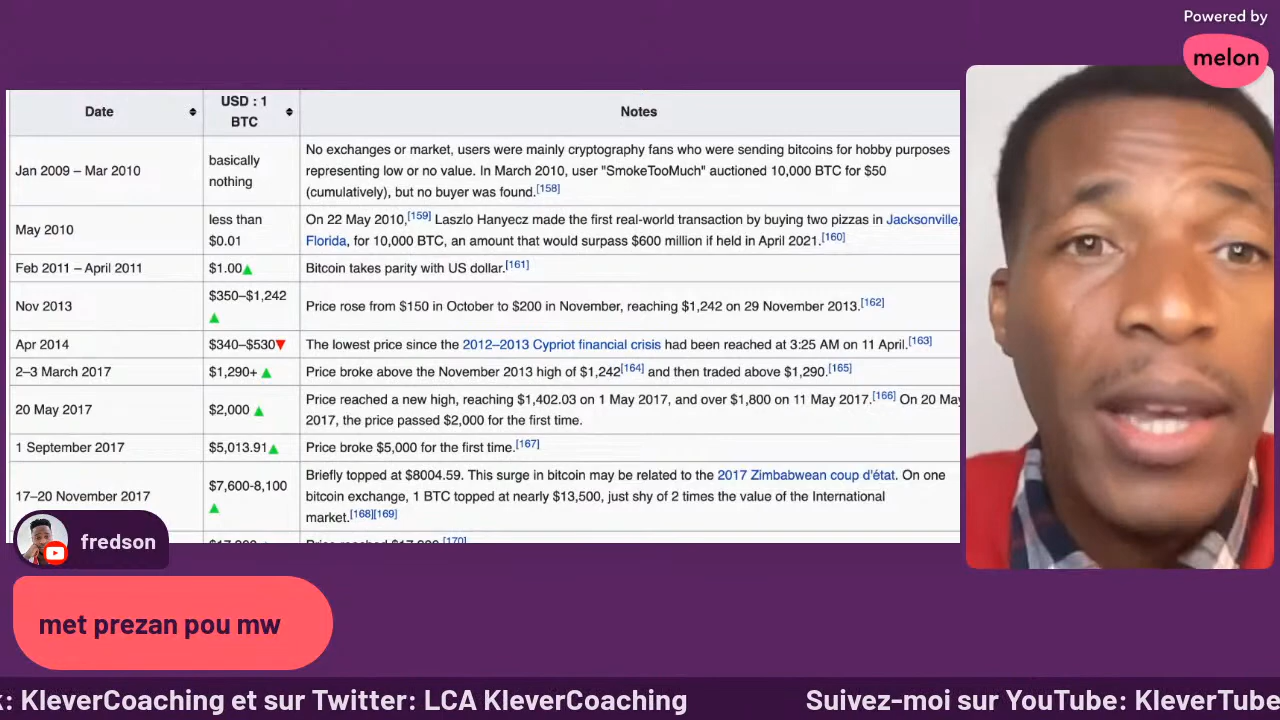 Powered by
melon
Date
USD : 1
BTC
Notes
Jan 2009 – Mar 2010
basically
nothing
No exchanges or market, users were mainly cryptography fans who were sending bitcoins for hobby purposes
representing low or no value. In March 2010, user "SmokeTooMuch" auctioned 10,000 BTC for $50
(cumulatively), but no buyer was found.[158]
May 2010
less than
$0.01
On 22 May 2010,[159] Laszlo Hanyecz made the first real-world transaction by buying two pizzas in Jacksonville,
Florida, for 10,000 BTC, an amount that would surpass $600 million if held in April 2021.[160]
Feb 2011 – April 2011
$1.00▲
Bitcoin takes parity with US dollar.[161]
Nov 2013
$350–$1,242
▲
Price rose from $150 in October to $200 in November, reaching $1,242 on 29 November 2013.[162]
Apr 2014
$340–$530▼
The lowest price since the 2012–2013 Cypriot financial crisis had been reached at 3:25 AM on 11 April.[163]
2–3 March 2017
$1,290+ ▲
Price broke above the November 2013 high of $1,242[164] and then traded above $1,290.[165]
20 May 2017
$2,000 ▲
Price reached a new high, reaching $1,402.03 on 1 May 2017, and over $1,800 on 11 May 2017.[166] On 20 May
2017, the price passed $2,000 for the first time.
1 September 2017
$5,013.91▲
Price broke $5,000 for the first time.[167]
17–20 November 2017
$7,600-8,100
▲
Briefly topped at $8004.59. This surge in bitcoin may be related to the 2017 Zimbabwean coup d'état. On one
bitcoin exchange, 1 BTC topped at nearly $13,500, just shy of 2 times the value of the International
market.[168][169]
[170]
fredson
met prezan pou mw
k: KleverCoaching et sur Twitter: LCA KleverCoaching
Suivez-moi sur YouTube: KleverTube